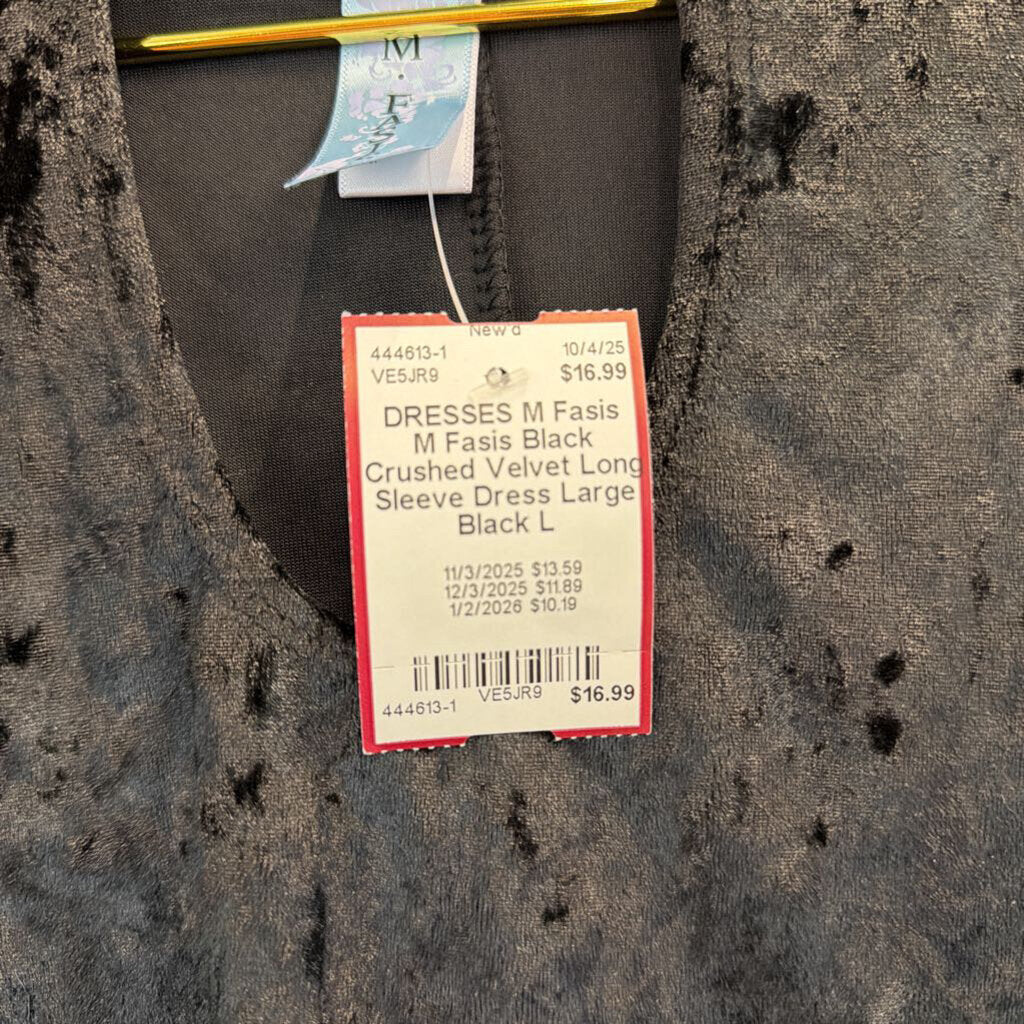 M
New'd
444613-1 10/4/25
VE5JR9 $16.99
DRESSES M Fasis
M Fasis Black
Crushed Velvet Long
Sleeve Dress Large
Black L
11/3/2025 $13.59
12/3/2025 $11.89
1/2/2026 $10.19
444613-1 VE5JR9 $16.99